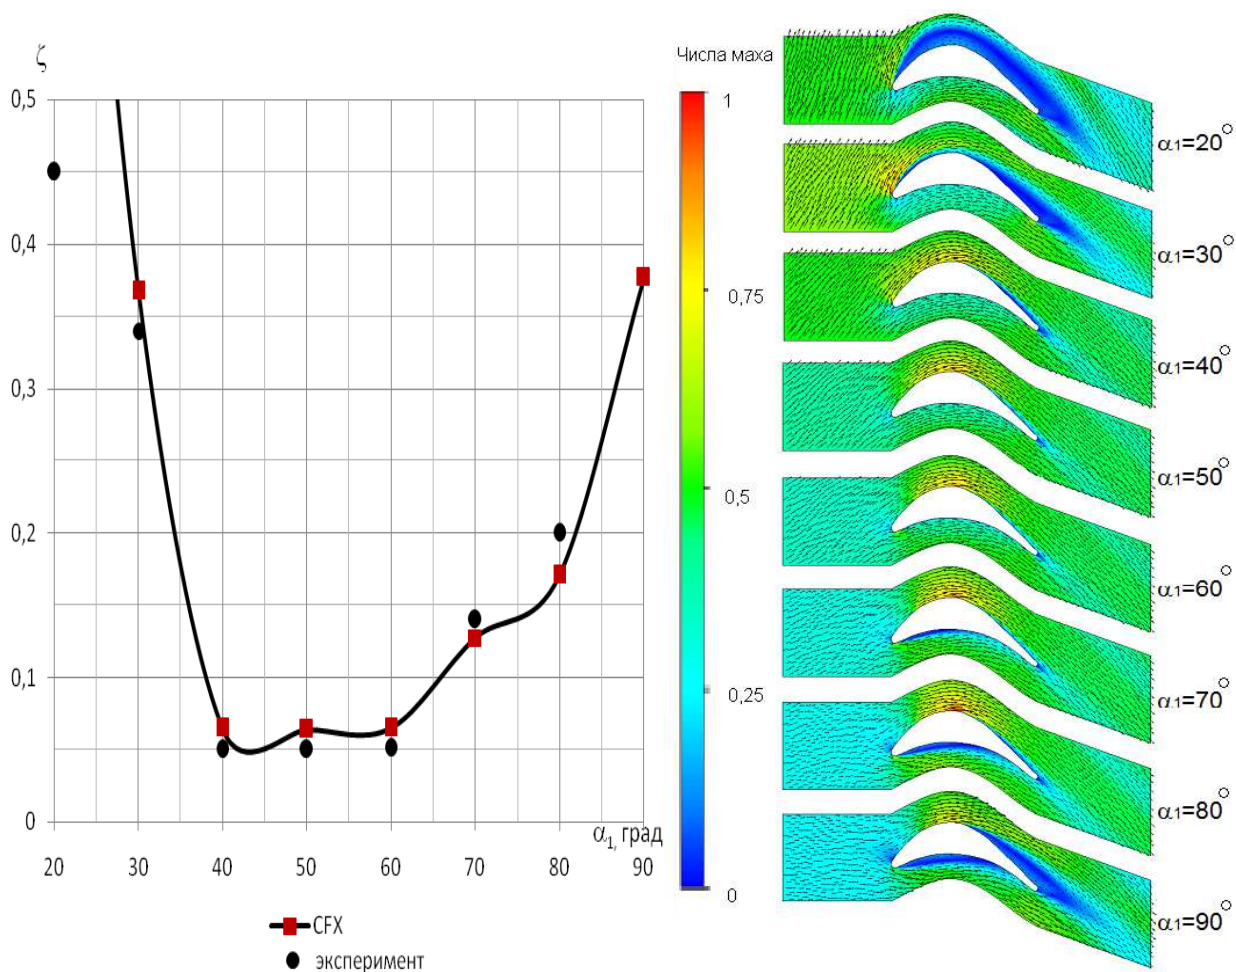 ζ
0,5
0,4
0,3
0,2
0,1
0
20 30 40 50 60 70 80 90
α₁, град
CFX
эксперимент
Числа маха
1
0,75
0,5
0,25
0
α₁=20°
α₁=30°
α₁=40°
α₁=50°
α₁=60°
α₁=70°
α₁=80°
α₁=90°